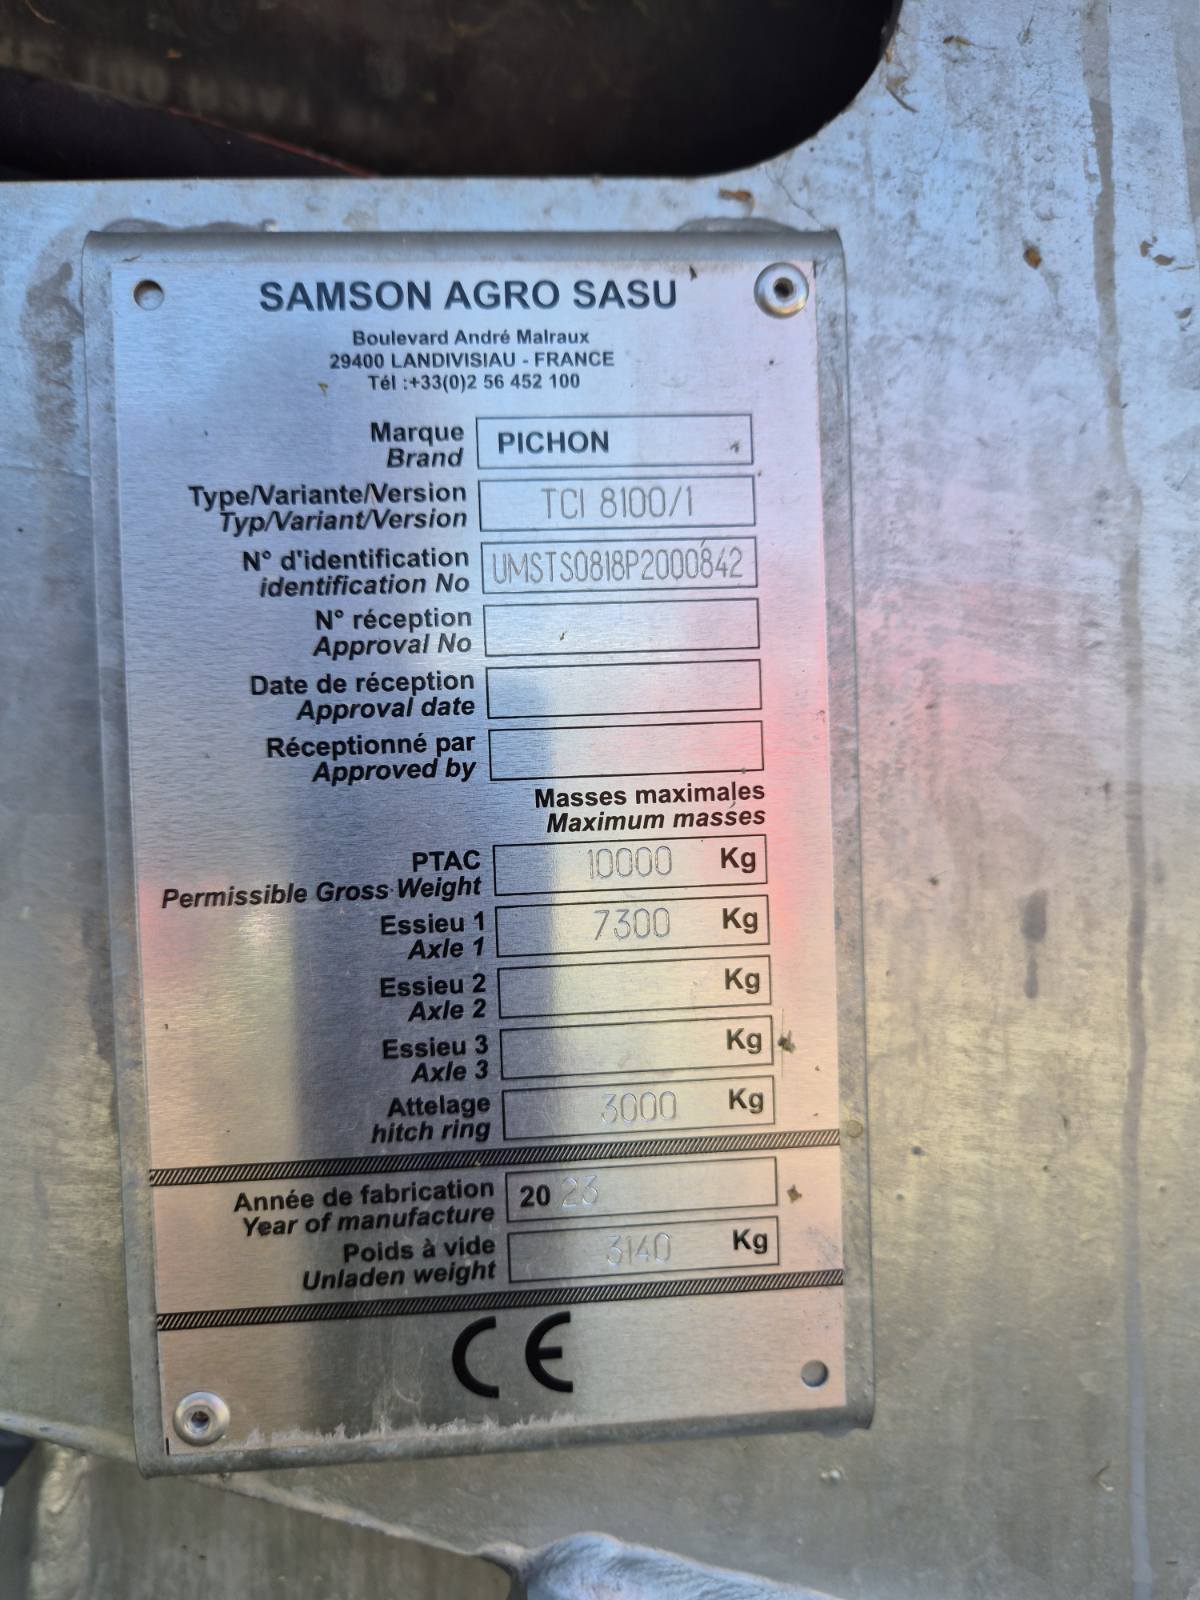 SAMSON AGRO SASU
Boulevard André Malraux
29400 LANDIVISIAU - FRANCE
Tél :+33(0)2 56 452 100
Marque
Brand
PICHON
Type/Variante/Version
Typ/Variant/Version
TCI 8100/1
N° d'identification
identification No
UMSTS0818P2000842
N° réception
Approval No
Date de réception
Approval date
Réceptionné par
Approved by
Masses maximales
Maximum masses
PTAC
Permissible Gross Weight
10000 Kg
Essieu 1
Axle 1
7300 Kg
Essieu 2
Axle 2
Kg
Essieu 3
Axle 3
Kg
Attelage
hitch ring
3000 Kg
Année de fabrication
Year of manufacture
20 23
Poids à vide
Unladen weight
3140 Kg
CE